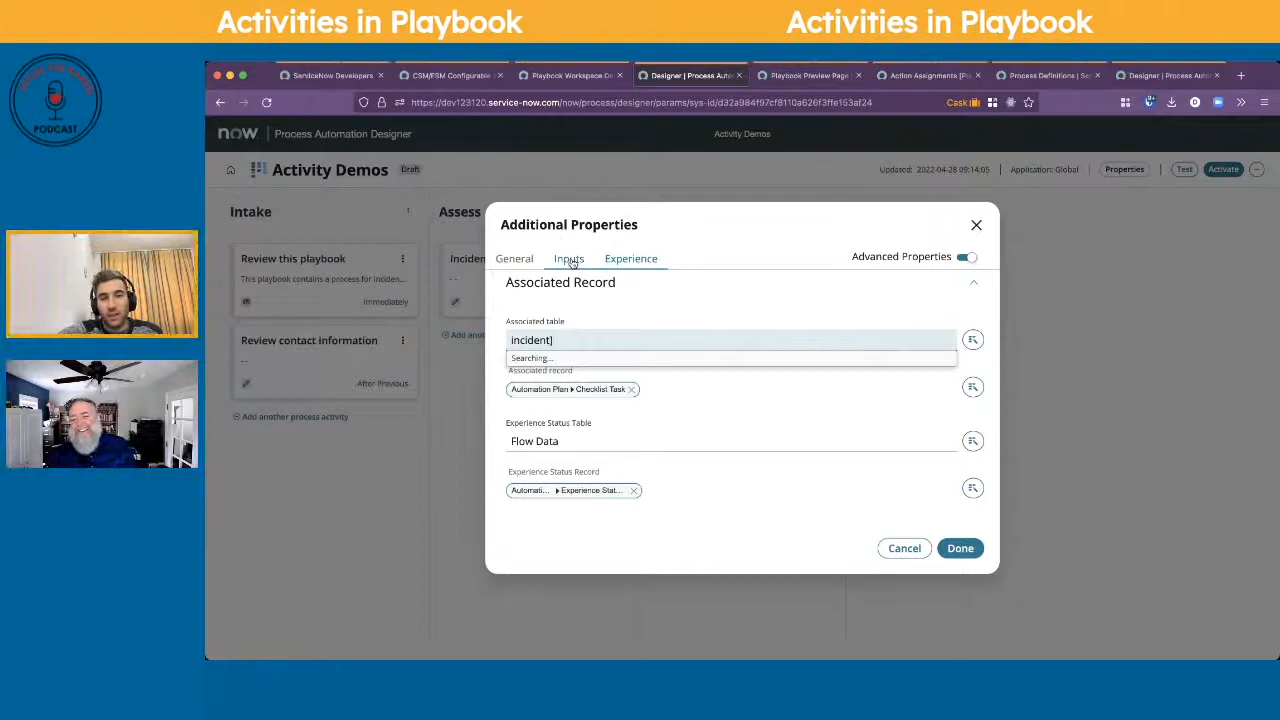 Activities in Playbook
Activities in Playbook
PODCAST
ServiceNow Developers
CSM/FSM Configurable
Playbook Workspace De
Designer | Process Auto
Playbook Preview Page
Action Assignments [Pa
Process Definitions | Se
Designer | Process Auto
https://dev123120.service-now.com/now/process/designer/params/sys-id/d32a984f97cf8110a626f3ffe153af24
Cask
now
Process Automation Designer
Activity Demos
Activity Demos
Draft
Updated: 2022-04-28 09:14:05
Application: Global
Properties
Test
Activate
Intake
Assess
Review this playbook
This playbook contains a process for inciden...
Immediately
Review contact information
--
After Previous
Add another process activity
Inciden
--
Add anot
Additional Properties
General
Inputs
Experience
Advanced Properties
Associated Record
Associated table
incident]
Searching...
Associated record
Automation Plan
Checklist Task
Experience Status Table
Flow Data
Experience Status Record
Automati...
Experience Stat...
Cancel
Done